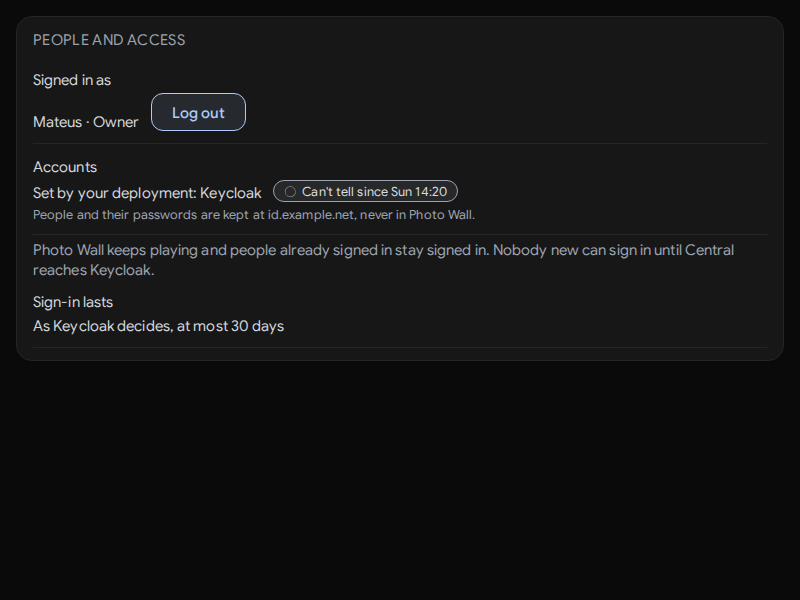 PEOPLE AND ACCESS
Signed in as
Mateus · Owner
Log out
Accounts
Set by your deployment: Keycloak
Can't tell since Sun 14:20
People and their passwords are kept at id.example.net, never in Photo Wall.
Photo Wall keeps playing and people already signed in stay signed in. Nobody new can sign in until Central
reaches Keycloak.
Sign-in lasts
As Keycloak decides, at most 30 days